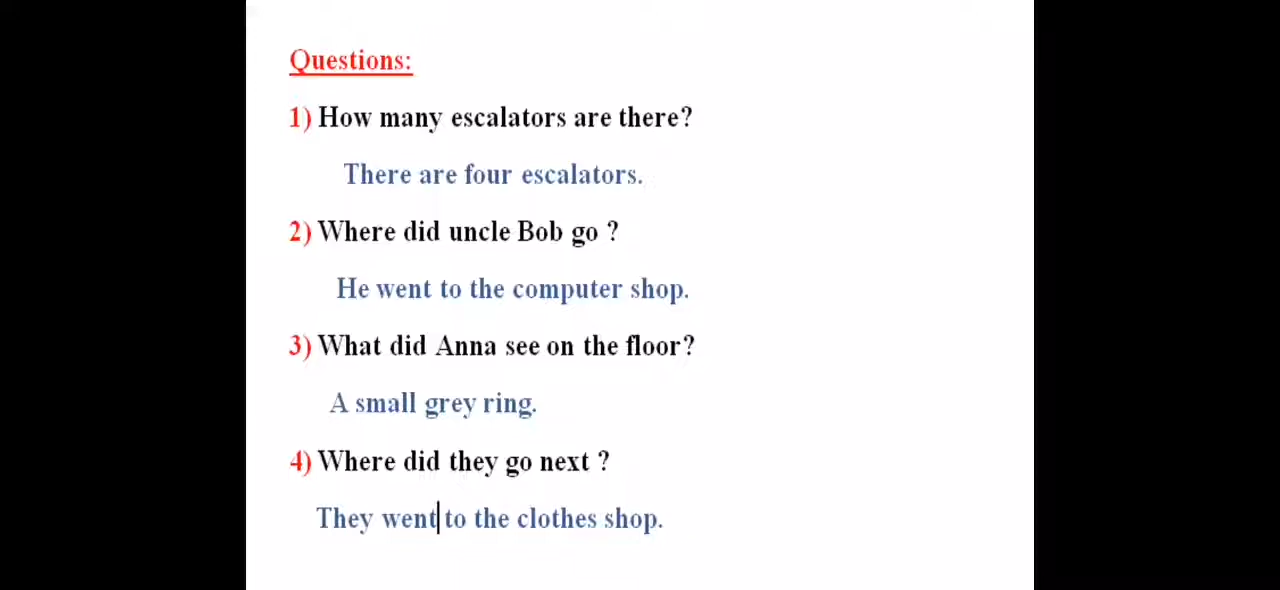 Questions:
1) How many escalators are there?
There are four escalators.
2) Where did uncle Bob go ?
He went to the computer shop.
3) What did Anna see on the floor?
A small grey ring.
4) Where did they go next ?
They went to the clothes shop.